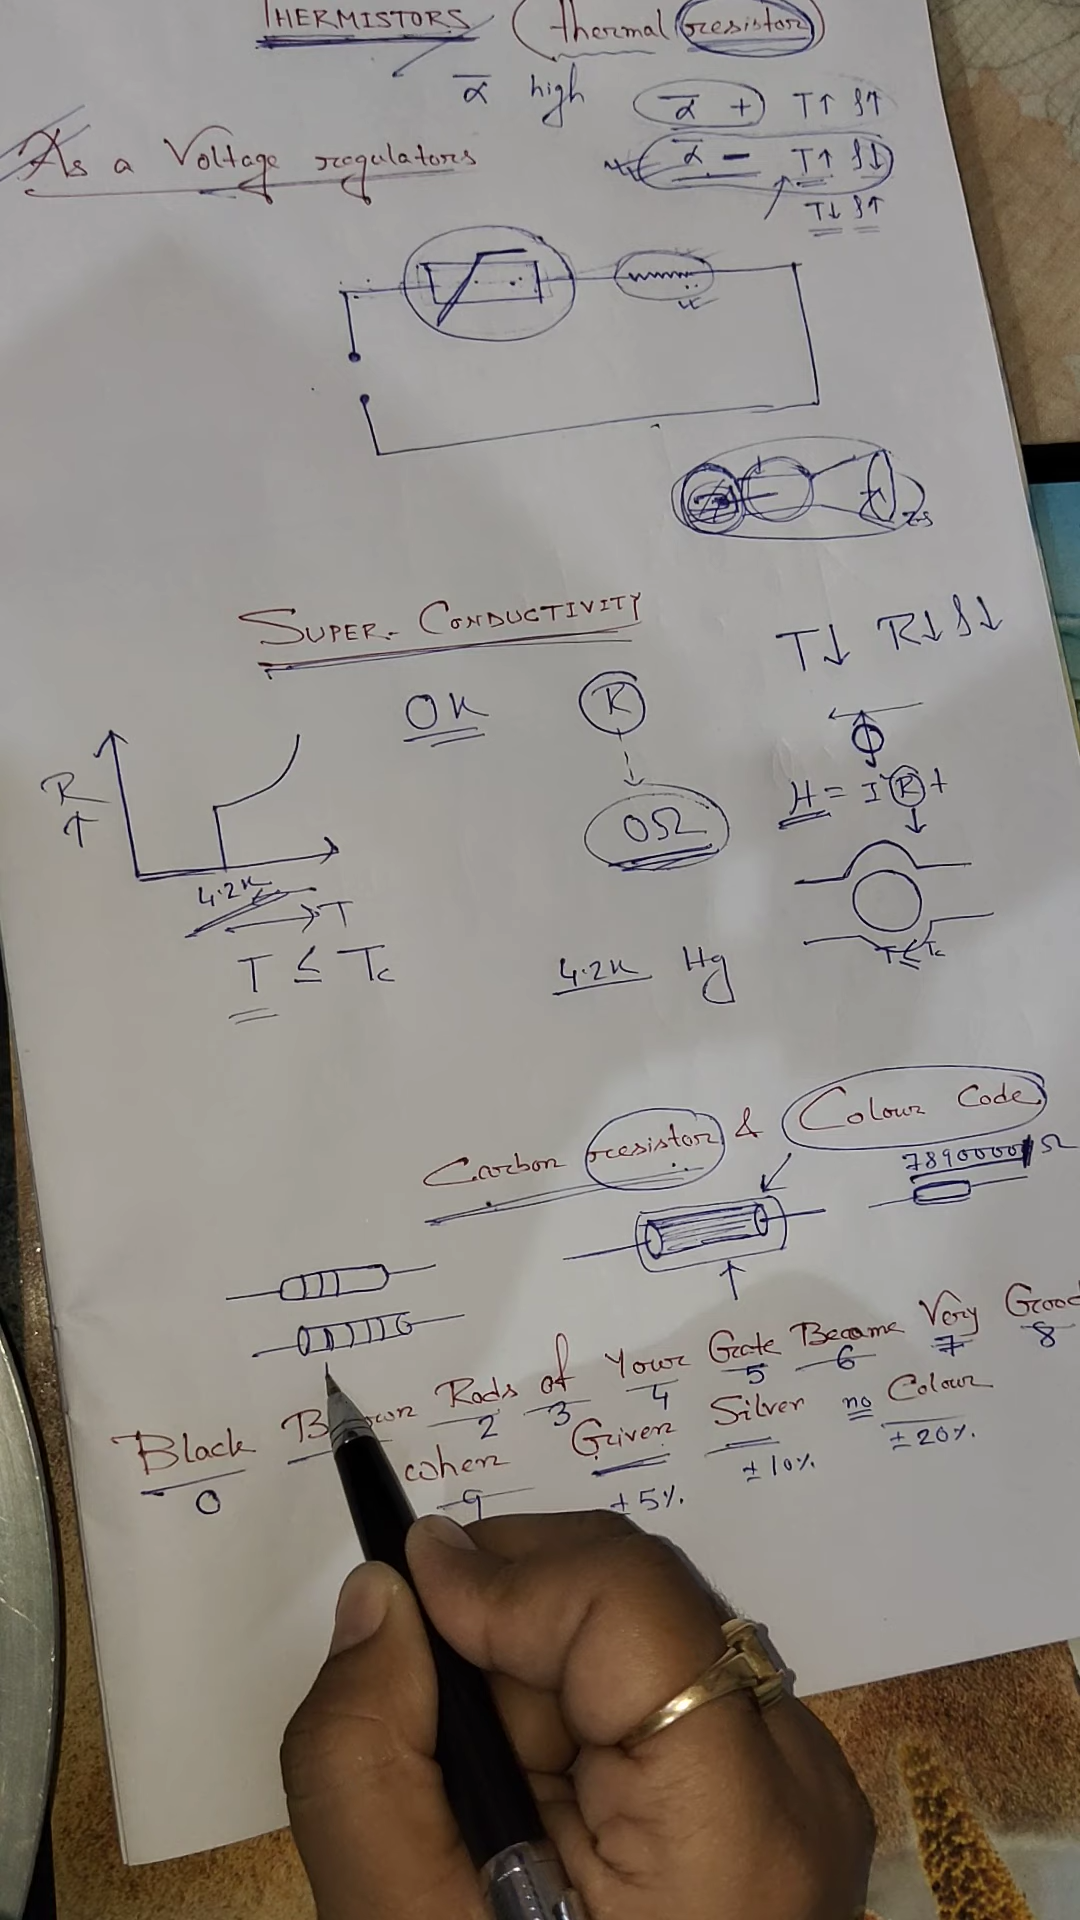 THERMISTORS (thermal resistor)
ᾱ high
ᾱ + T↑ ρ↑
As a Voltage regulators
ᾱ - T↑ ρ↓
T↓ ρ↑
SUPER-CONDUCTIVITY
T↓ R↓ ρ↓
0K R
R ↑
0Ω
H = I²Rt
4.2K
→T
T ≤ Tc
4.2K Hg
T ≤ Tc
Carbon resistor & Colour Code
7890000 Ω
Black Brown Rods of Your Gate Become Very Good
0 2 3 4 5 6 7 8
when Given Silver no Colour
9 ±5% ±10% ±20%